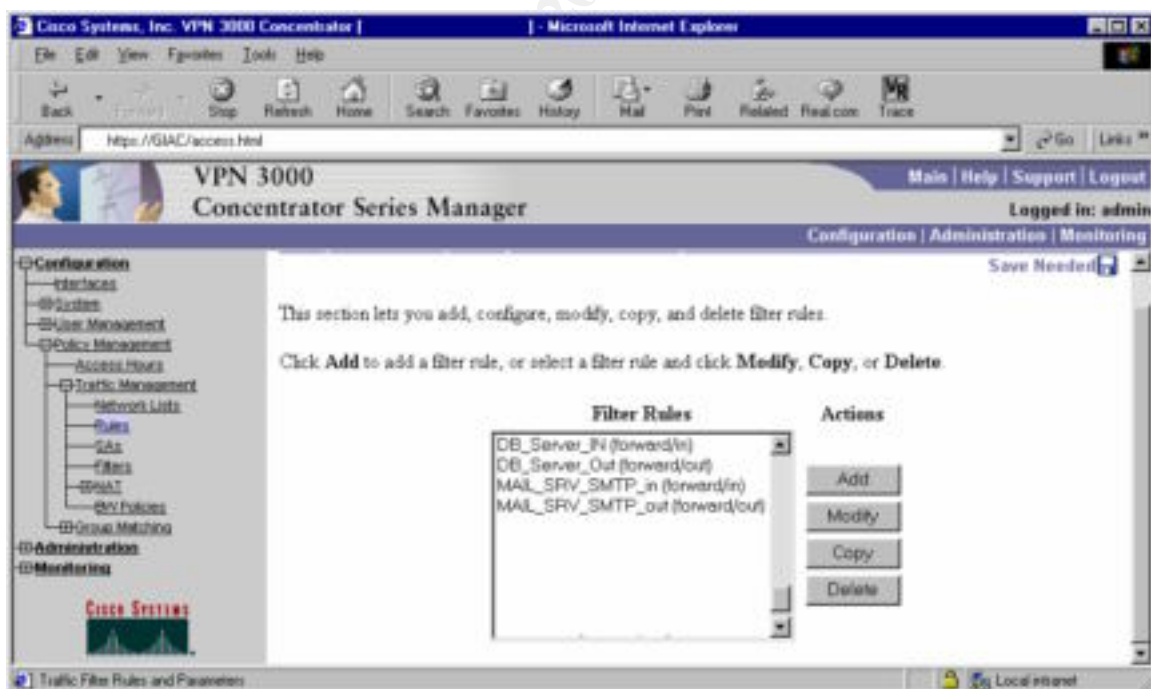 Cisco Systems, Inc. VPN 3000 Concentrator [ ] - Microsoft Internet Explorer
File Edit View Favorites Tools Help
Back Forward Stop Refresh Home Search Favorites History Mail Print Related Real.com Trace
Address https://GIAC/access.html Go Links »
VPN 3000
Concentrator Series Manager
Main | Help | Support | Logout
Logged in: admin
Configuration | Administration | Monitoring
Configuration
Interfaces
System
User Management
Policy Management
Access Hours
Traffic Management
Network Lists
Rules
SAs
Filters
NAT
BW Policies
Group Matching
Administration
Monitoring
CISCO SYSTEMS
Save Needed
This section lets you add, configure, modify, copy, and delete filter rules.
Click Add to add a filter rule, or select a filter rule and click Modify, Copy, or Delete.
Filter Rules
Actions
DB_Server_IN (forward/in)
DB_Server_Out (forward/out)
MAIL_SRV_SMTP_in (forward/in)
MAIL_SRV_SMTP_out (forward/out)
Add
Modify
Copy
Delete
Traffic Filter Rules and Parameters
Local intranet